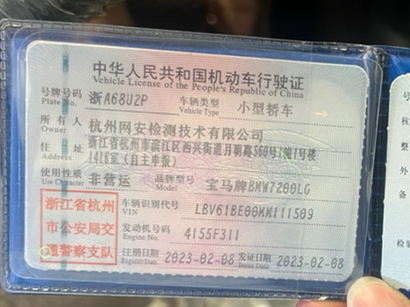 中华人民共和国机动车行驶证
Vehicle License of the People's Republic of China
号牌号码 浙A68U2P 车辆类型 小型轿车
Plate No. Vehicle Type
所有人 杭州网安检测技术有限公司
Owner
住址 浙江省杭州市滨江区西兴街道月明路560号1幢1号楼
Address 1416室(自主申报)
使用性质 非营运 品牌型号 宝马牌BMW7200LG
Use Character Model
浙江省杭州
市公安局交
通警察支队
车辆识别代号 LBV61BE00MM111509
VIN
发动机号码 4155F311
Engine No.
注册日期 2023-02-08 发证日期 2023-02-08
Register Date Issue Date
检